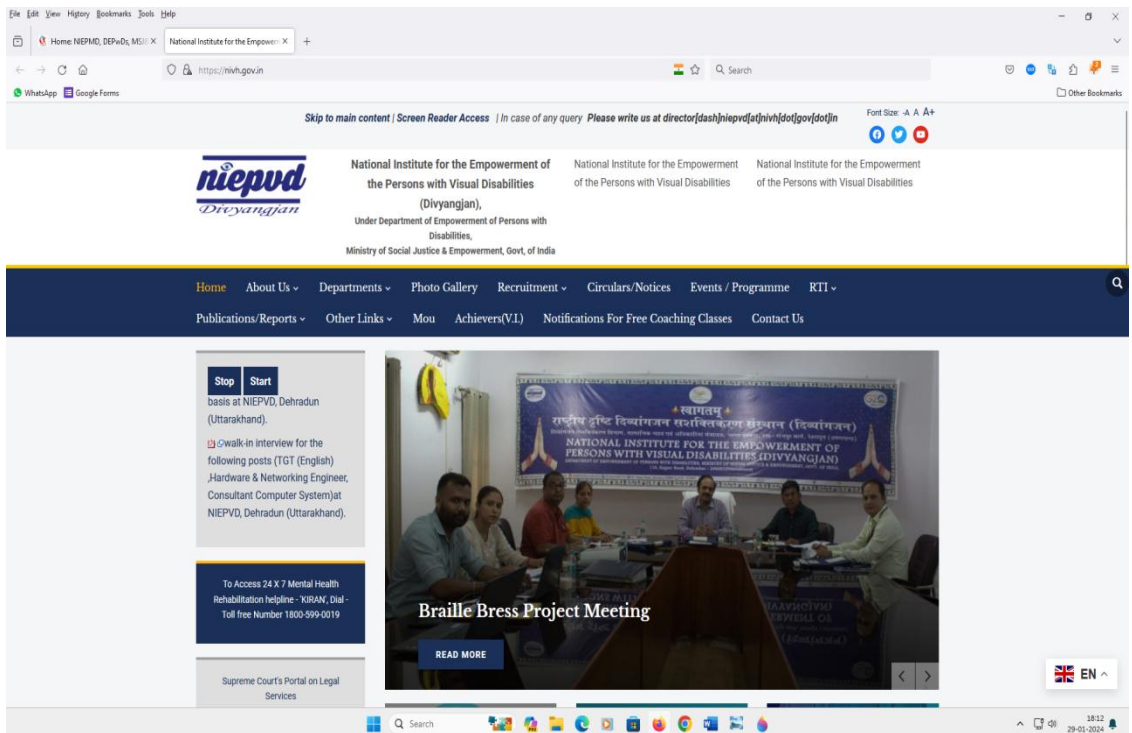 File Edit View History Bookmarks Tools Help
Home: NIEPMD, DEPwDs, MSJE
National Institute for the Empower
https://nivh.gov.in
Search
WhatsApp
Google Forms
Other Bookmarks
Skip to main content | Screen Reader Access | In case of any query Please write us at director[dash]niepvd[at]nivh[dot]gov[dot]in
Font Size: -A A A+
niepvd
Divyangjan
National Institute for the Empowerment of
the Persons with Visual Disabilities
(Divyangjan),
Under Department of Empowerment of Persons with
Disabilities,
Ministry of Social Justice & Empowerment, Govt, of India
National Institute for the Empowerment
of the Persons with Visual Disabilities
National Institute for the Empowerment
of the Persons with Visual Disabilities
Home About Us Departments Photo Gallery Recruitment Circulars/Notices Events / Programme RTI
Publications/Reports Other Links Mou Achievers(V.I.) Notifications For Free Coaching Classes Contact Us
Stop Start
basis at NIEPVD, Dehradun
(Uttarakhand).
walk-in interview for the
following posts (TGT (English)
,Hardware & Networking Engineer,
Consultant Computer System)at
NIEPVD, Dehradun (Uttarakhand).
To Access 24 X 7 Mental Health
Rehabilitation helpline - 'KIRAN', Dial -
Toll free Number 1800-599-0019
Supreme Court's Portal on Legal
Services
स्वागतम्
राष्ट्रीय दृष्टि दिव्यांगजन सशक्तिकरण संस्थान (दिव्यांगजन)
NATIONAL INSTITUTE FOR THE EMPOWERMENT OF
PERSONS WITH VISUAL DISABILITIES (DIVYANGJAN)
Braille Bress Project Meeting
READ MORE
EN
Search
18:12
29-01-2024